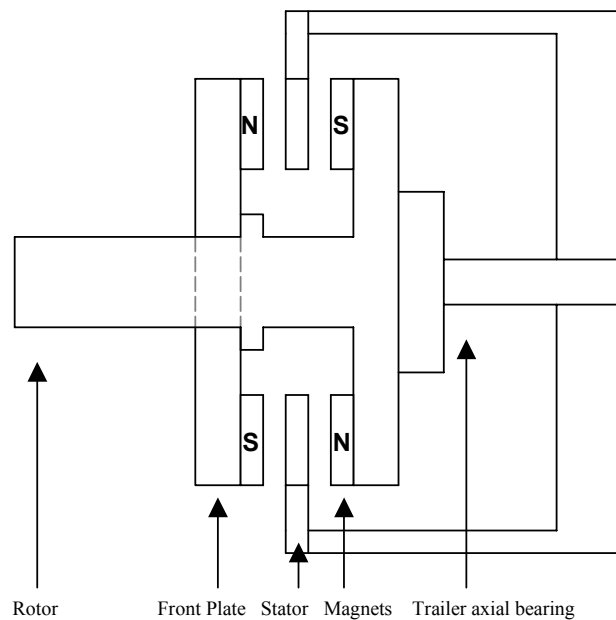 N S
S N
Rotor Front Plate Stator Magnets Trailer axial bearing